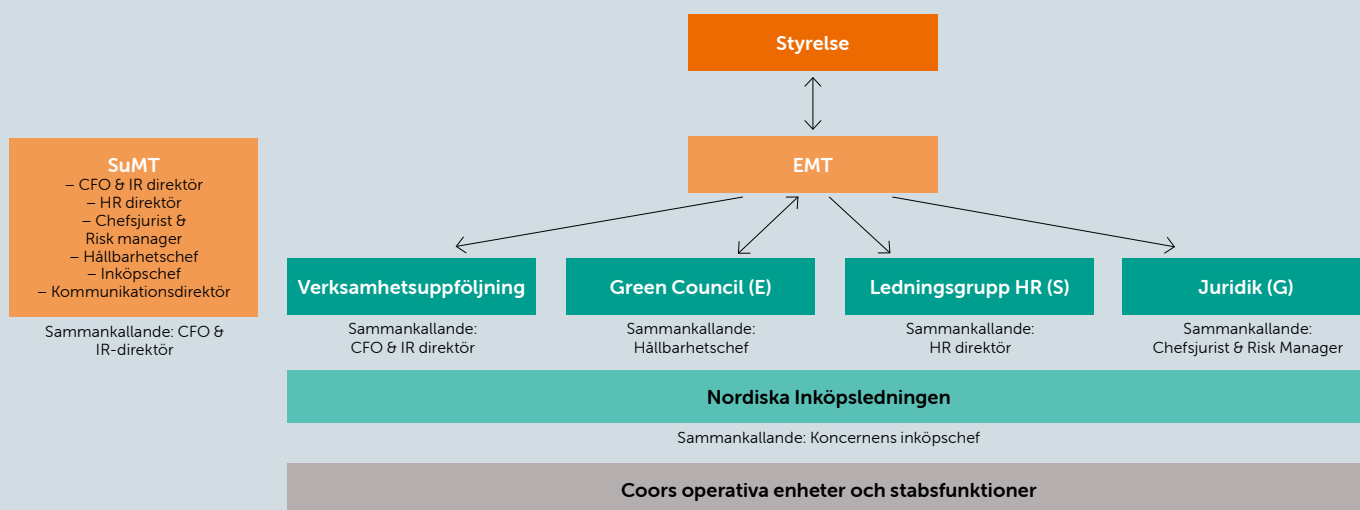 Styrelse
EMT
SuMT
– CFO & IR direktör
– HR direktör
– Chefsjurist &
Risk manager
– Hållbarhetschef
– Inköpschef
– Kommunikationsdirektör
Sammankallande: CFO &
IR-direktör
Verksamhetsuppföljning
Sammankallande:
CFO & IR direktör
Green Council (E)
Sammankallande:
Hållbarhetschef
Ledningsgrupp HR (S)
Sammankallande:
HR direktör
Juridik (G)
Sammankallande:
Chefsjurist & Risk Manager
Nordiska Inköpsledningen
Sammankallande: Koncernens inköpschef
Coors operativa enheter och stabsfunktioner